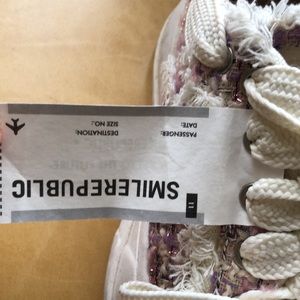 SMILEREPUBLIC
PASSENGER:
DATE:
DESTINATION:
SIZE NO.: